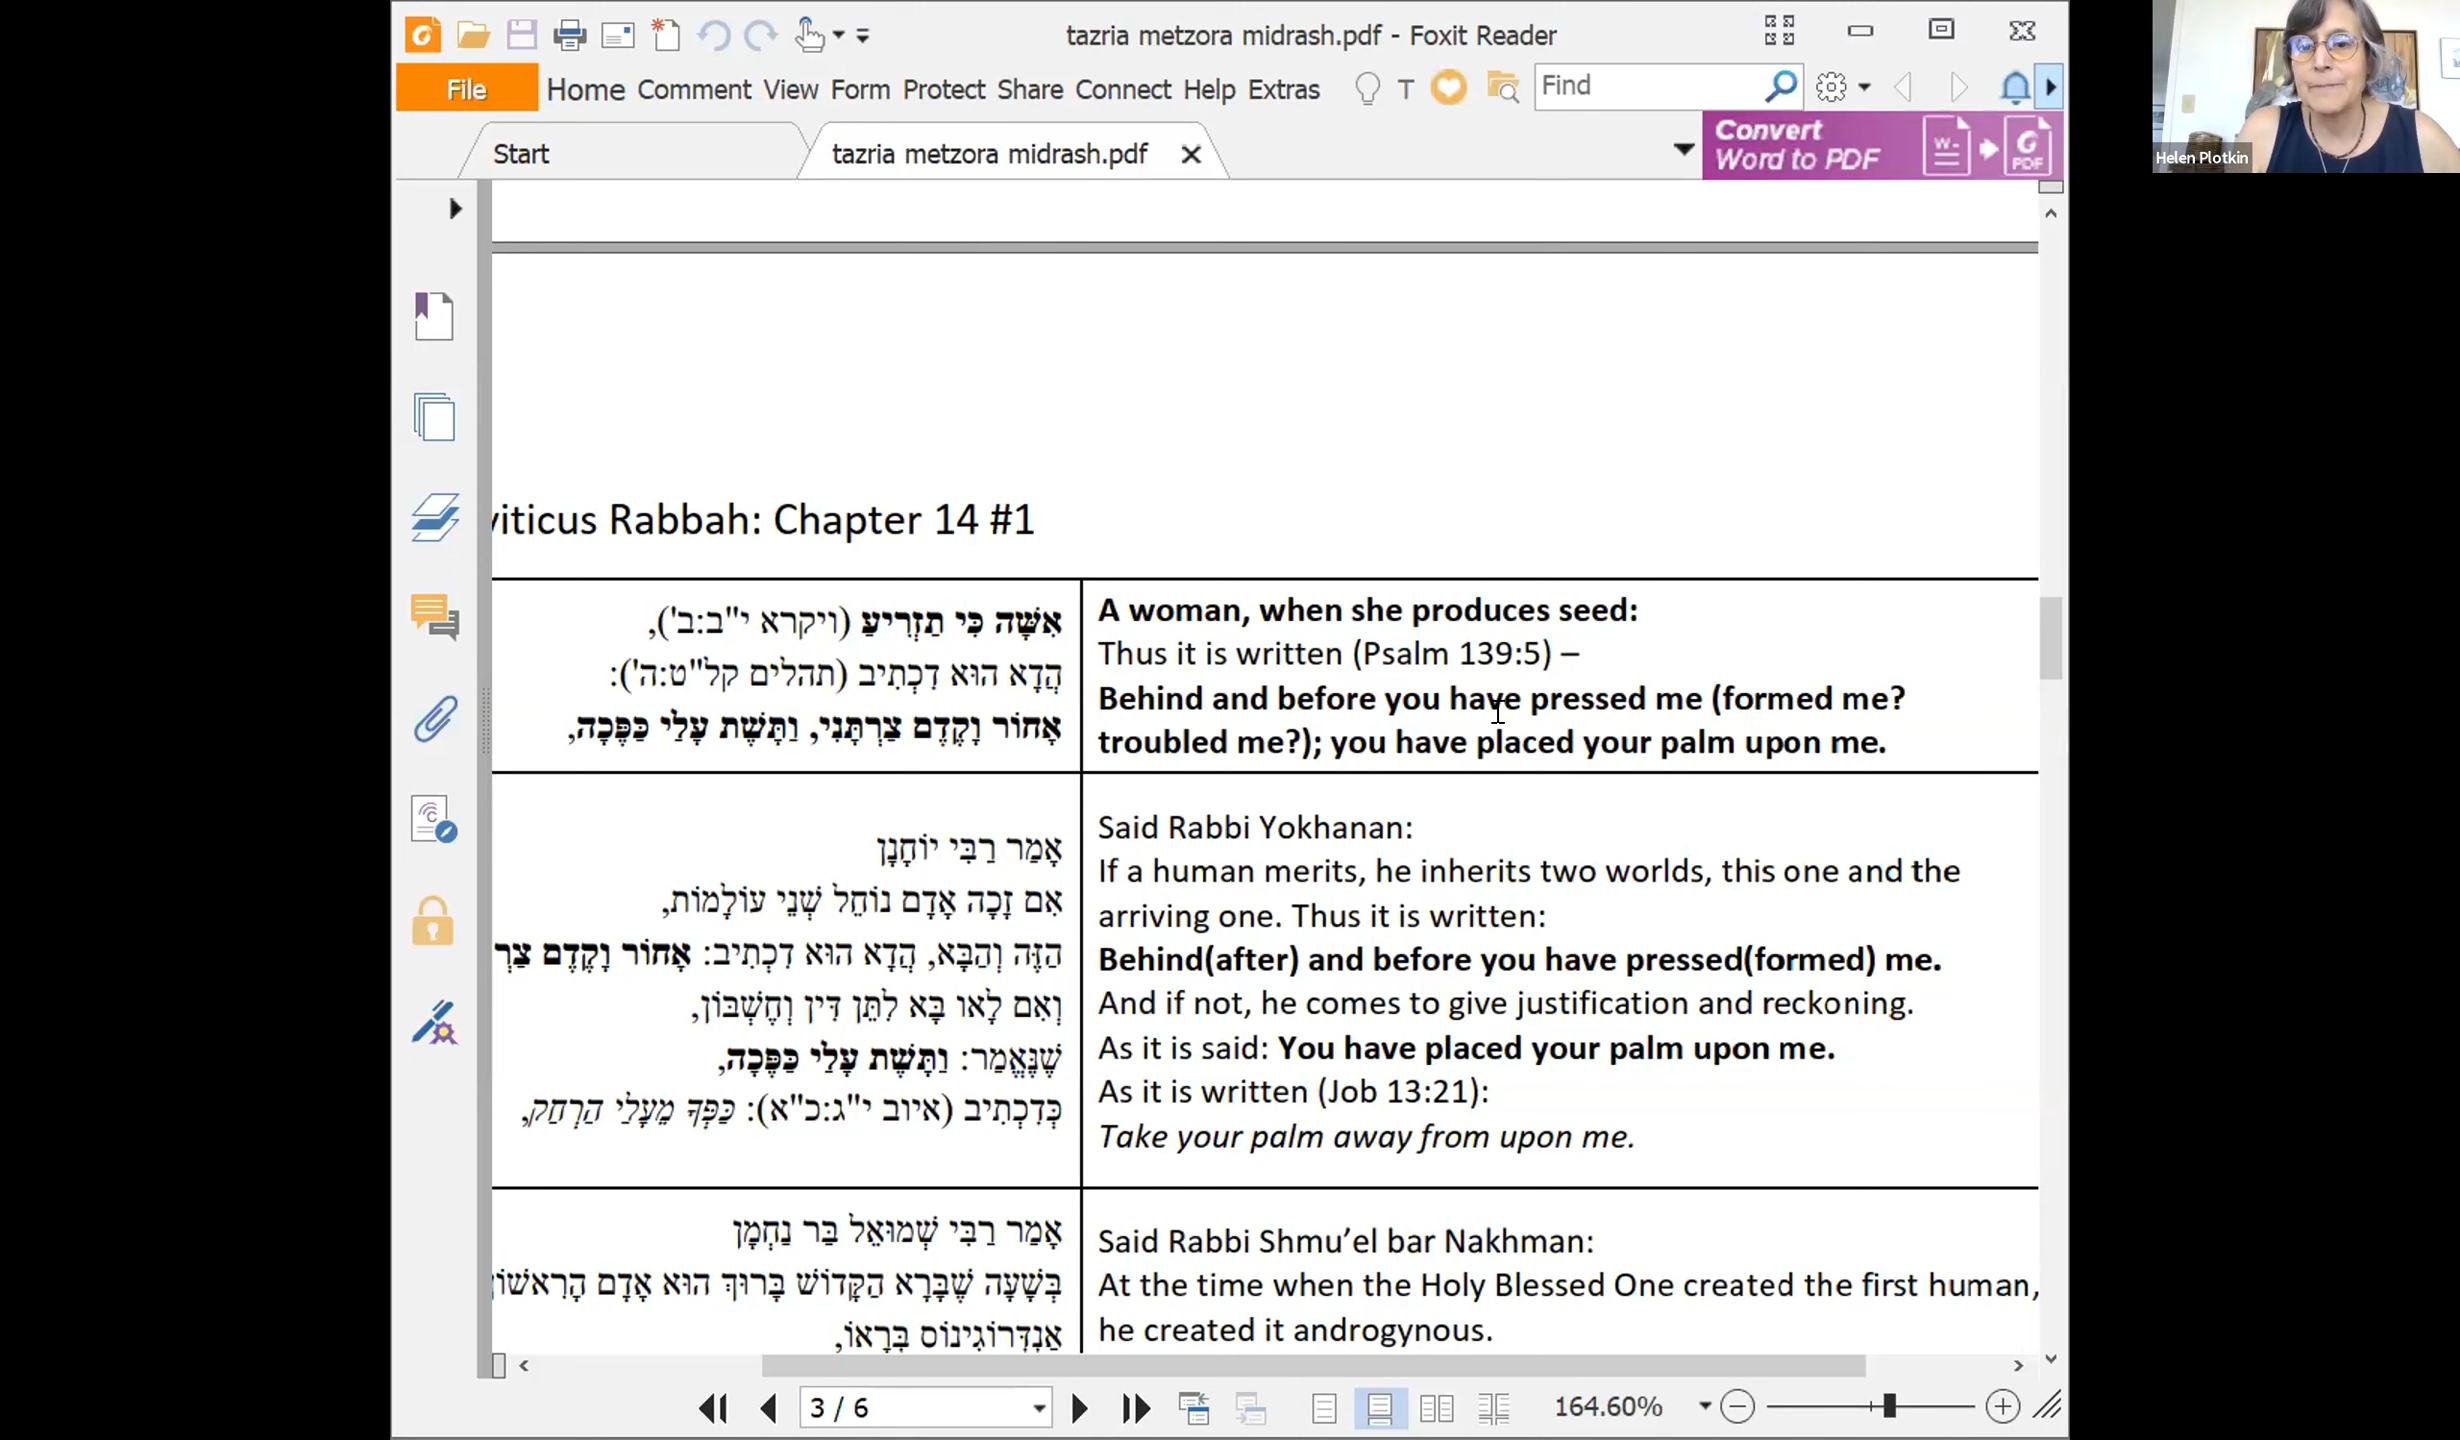 tazria metzora midrash.pdf - Foxit Reader
File Home Comment View Form Protect Share Connect Help Extras T Find
Start
tazria metzora midrash.pdf
Convert
Word to PDF
Helen Plotkin
viticus Rabbah: Chapter 14 #1
אִשָּׁה כִּי תַזְרִיעַ (ויקרא י"ב:ב'),
הֲדָא הוּא דִכְתִיב (תהלים קל"ט:ה'):
אָחוֹר וָקֶדֶם צַרְתָּנִי, וַתָּשֶׁת עָלַי כַּפֶּכָה,
A woman, when she produces seed:
Thus it is written (Psalm 139:5) –
Behind and before you have pressed me (formed me?
troubled me?); you have placed your palm upon me.
אָמַר רַבִּי יוֹחָנָן
אִם זָכָה אָדָם נוֹחֵל שְׁנֵי עוֹלָמוֹת,
הַזֶּה וְהַבָּא, הֲדָא הוּא דִכְתִיב: אָחוֹר וָקֶדֶם צַרְ
וְאִם לָאו בָּא לִתֵּן דִּין וְחֶשְׁבּוֹן,
שֶׁנֶּאֱמַר: וַתָּשֶׁת עָלַי כַּפֶּכָה,
כְּדִכְתִיב (איוב י"ג:כ"א): כַּפְּךָ מֵעָלַי הַרְחַק,
Said Rabbi Yokhanan:
If a human merits, he inherits two worlds, this one and the
arriving one. Thus it is written:
Behind(after) and before you have pressed(formed) me.
And if not, he comes to give justification and reckoning.
As it is said: You have placed your palm upon me.
As it is written (Job 13:21):
Take your palm away from upon me.
אָמַר רַבִּי שְׁמוּאֵל בַּר נַחְמָן
בְּשָׁעָה שֶׁבָּרָא הַקָּדוֹשׁ בָּרוּךְ הוּא אָדָם הָרִאשׁוֹן
אַנְדְּרוֹגִינוֹס בְּרָאוֹ,
Said Rabbi Shmu’el bar Nakhman:
At the time when the Holy Blessed One created the first human,
he created it androgynous.
3 / 6
164.60%